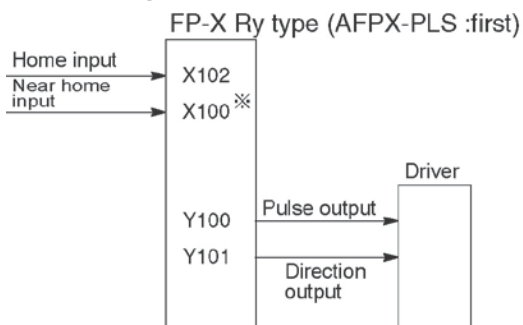 FP-X Ry type (AFPX-PLS :first)
Home input
X102
Near home
input
X100 ※
Driver
Y100
Pulse output
Y101
Direction
output